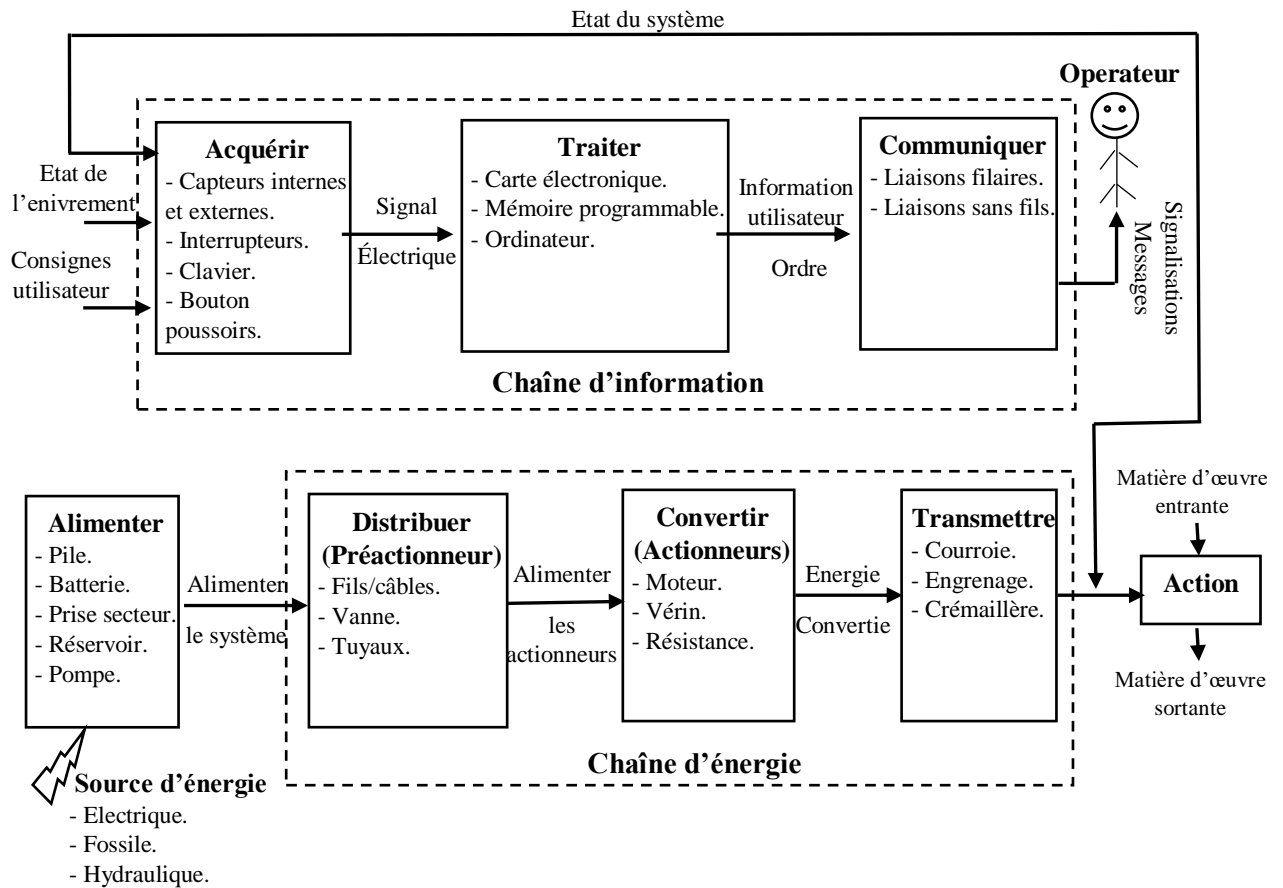 Etat du système
Operateur
Etat de
l’enivrement
Consignes
utilisateur
Acquérir
- Capteurs internes
et externes.
- Interrupteurs.
- Clavier.
- Bouton
poussoirs.
Signal
Électrique
Traiter
- Carte électronique.
- Mémoire programmable.
- Ordinateur.
Information
utilisateur
Ordre
Communiquer
- Liaisons filaires.
- Liaisons sans fils.
Signalisations
Messages
Chaîne d’information
Alimenter
- Pile.
- Batterie.
- Prise secteur.
- Réservoir.
- Pompe.
Alimenter
le système
Distribuer
(Préactionneur)
- Fils/câbles.
- Vanne.
- Tuyaux.
Alimenter
les
actionneurs
Convertir
(Actionneurs)
- Moteur.
- Vérin.
- Résistance.
Energie
Convertie
Transmettre
- Courroie.
- Engrenage.
- Crémaillère.
Matière d’œuvre
entrante
Action
Matière d’œuvre
sortante
Chaîne d’énergie
Source d’énergie
- Electrique.
- Fossile.
- Hydraulique.